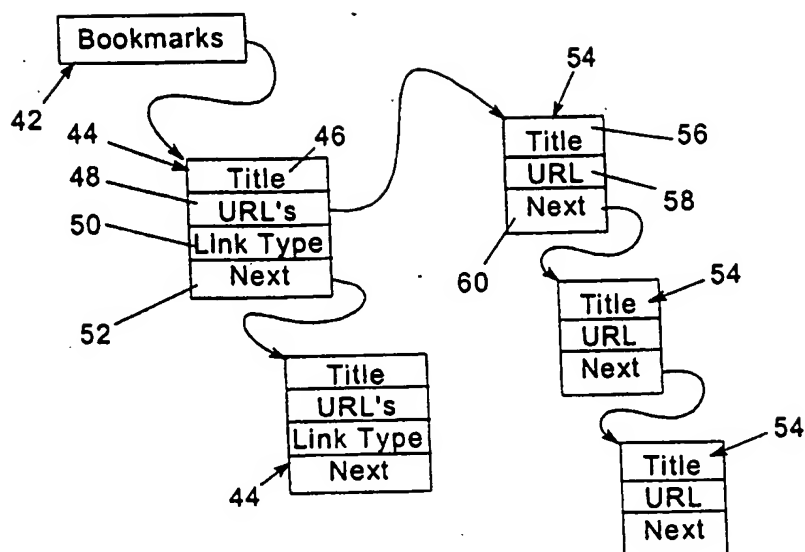 Bookmarks
42
44
46
Title
48
URL's
50
Link Type
Next
52
Title
URL's
Link Type
Next
44
54
Title
56
URL
58
Next
60
54
Title
URL
Next
54
Title
URL
Next